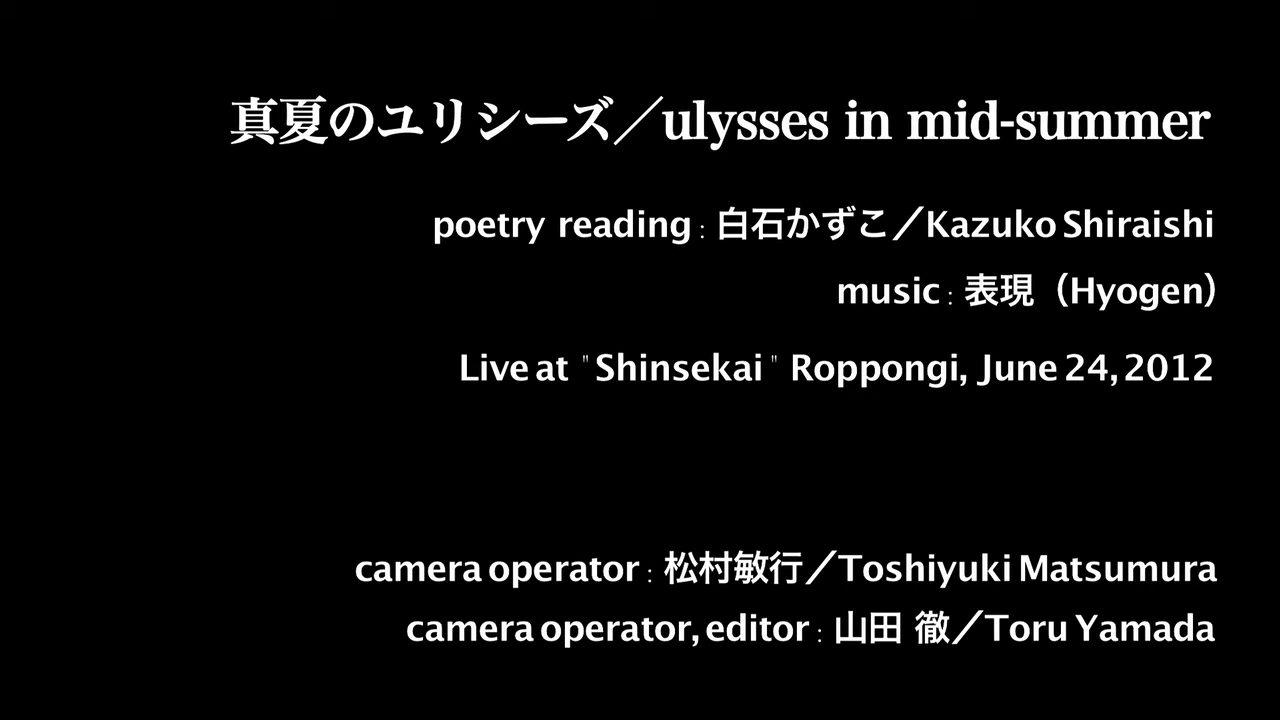 真夏のユリシーズ／ulysses in mid-summer
poetry reading : 白石かずこ／Kazuko Shiraishi
music : 表現（Hyogen）
Live at "Shinsekai" Roppongi, June 24, 2012
camera operator : 松村敏行／Toshiyuki Matsumura
camera operator, editor : 山田 徹／Toru Yamada